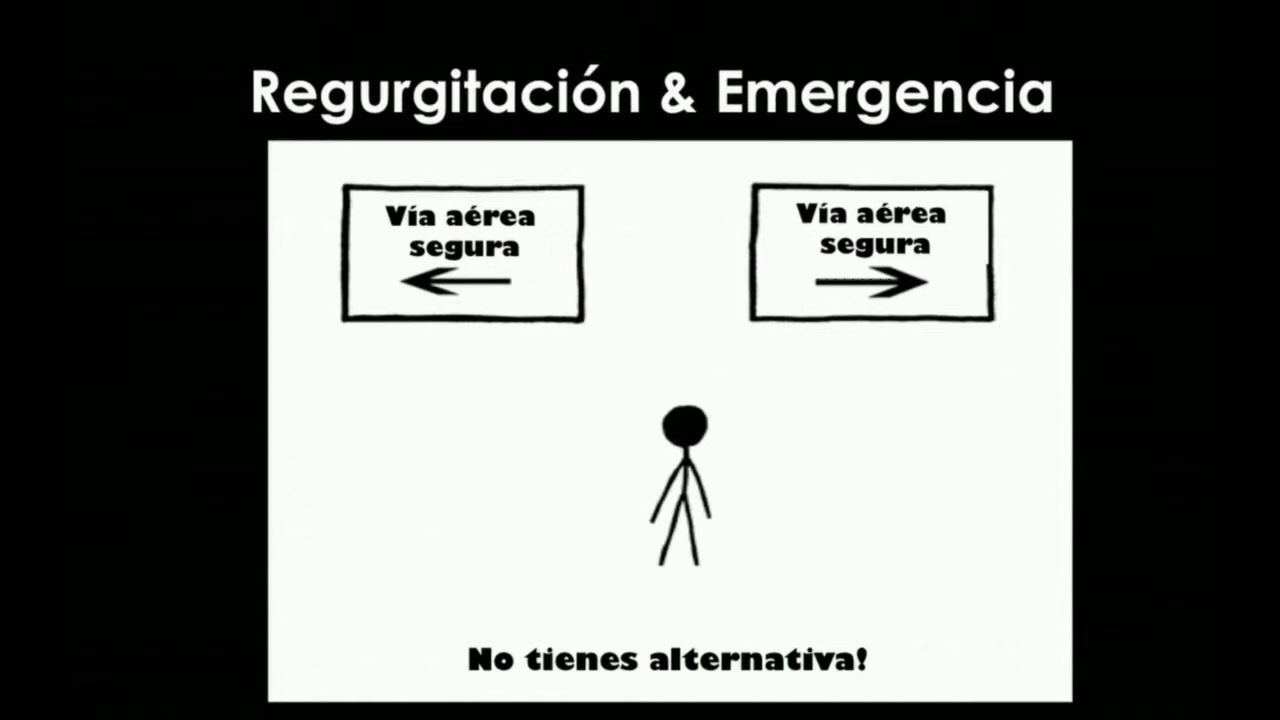 Regurgitación & Emergencia
Vía aérea
segura
Vía aérea
segura
No tienes alternativa!